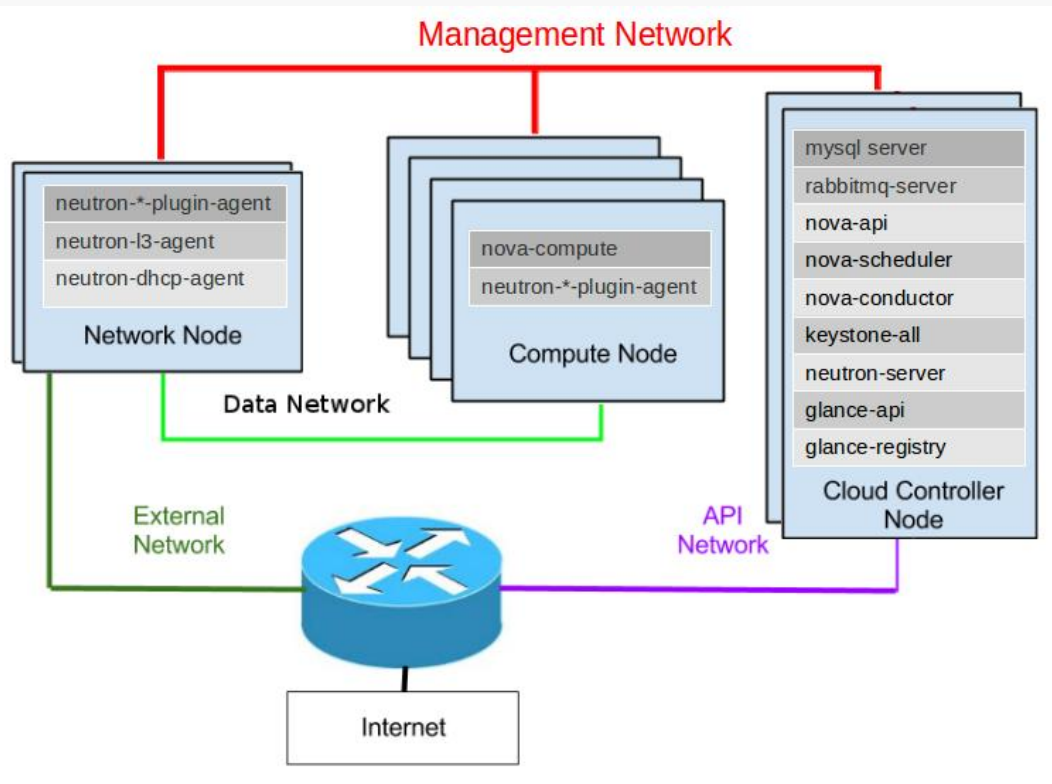 Management Network
neutron-*-plugin-agent
neutron-l3-agent
neutron-dhcp-agent
Network Node
nova-compute
neutron-*-plugin-agent
Compute Node
mysql server
rabbitmq-server
nova-api
nova-scheduler
nova-conductor
keystone-all
neutron-server
glance-api
glance-registry
Cloud Controller
Node
Data Network
External
Network
API
Network
Internet